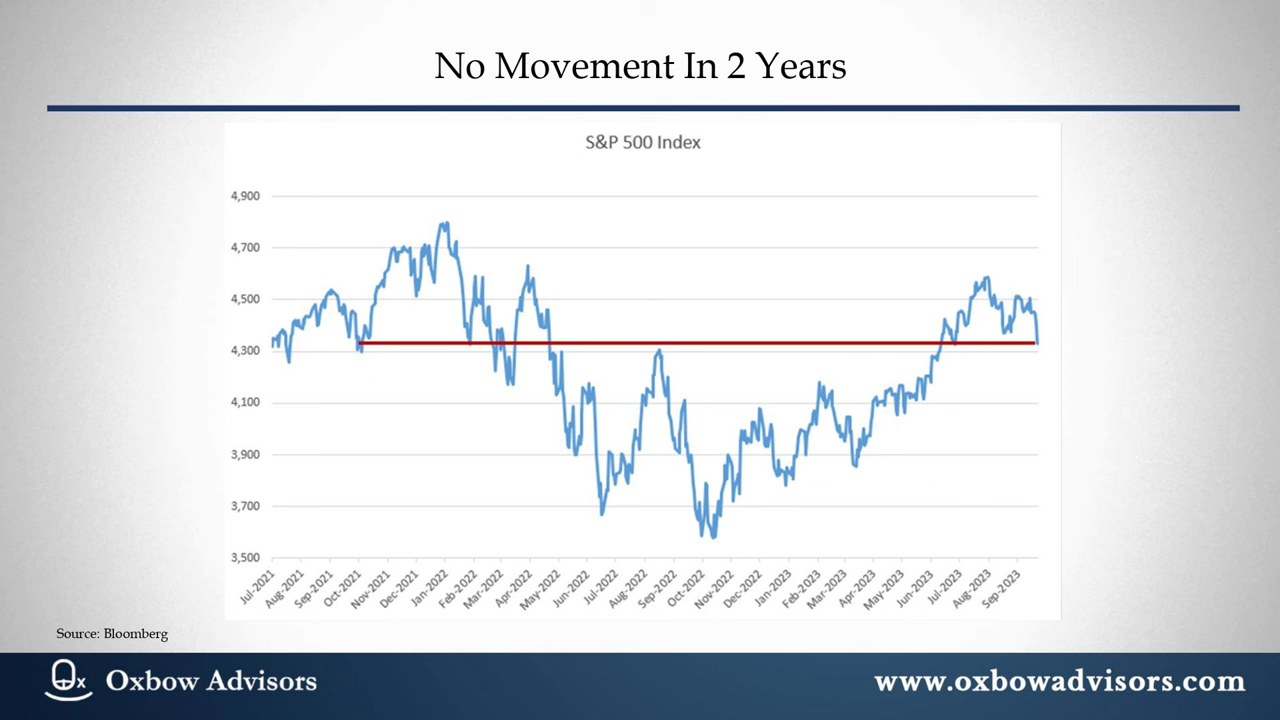 No Movement In 2 Years
S&P 500 Index
4,900
4,700
4,500
4,300
4,100
3,900
3,700
3,500
Jul-2021
Aug-2021
Sep-2021
Oct-2021
Nov-2021
Dec-2021
Jan-2022
Feb-2022
Mar-2022
Apr-2022
May-2022
Jun-2022
Jul-2022
Aug-2022
Sep-2022
Oct-2022
Nov-2022
Dec-2022
Jan-2023
Feb-2023
Mar-2023
Apr-2023
May-2023
Jun-2023
Jul-2023
Aug-2023
Sep-2023
Source: Bloomberg
Ox Oxbow Advisors
www.oxbowadvisors.com